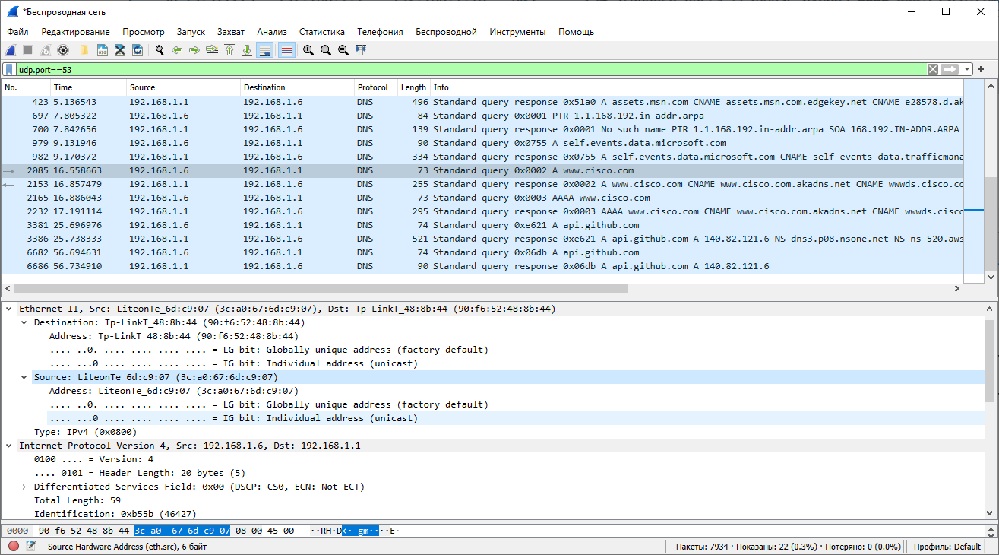 *Беспроводная сеть
Файл Редактирование Просмотр Запуск Захват Анализ Статистика Телефония Беспроводной Инструменты Помощь
udp.port==53
No. Time Source Destination Protocol Length Info
423 5.136543 192.168.1.1 192.168.1.6 DNS 496 Standard query response 0x51a0 A assets.msn.com CNAME assets.msn.com.edgekey.net CNAME e28578.d.ak
697 7.805322 192.168.1.6 192.168.1.1 DNS 84 Standard query 0x0001 PTR 1.1.168.192.in-addr.arpa
700 7.842656 192.168.1.1 192.168.1.6 DNS 139 Standard query response 0x0001 No such name PTR 1.1.168.192.in-addr.arpa SOA 168.192.IN-ADDR.ARPA
979 9.131946 192.168.1.6 192.168.1.1 DNS 90 Standard query 0x0755 A self.events.data.microsoft.com
982 9.170372 192.168.1.1 192.168.1.6 DNS 334 Standard query response 0x0755 A self.events.data.microsoft.com CNAME self-events-data.trafficmana
2085 16.558663 192.168.1.6 192.168.1.1 DNS 73 Standard query 0x0002 A www.cisco.com
2153 16.857479 192.168.1.1 192.168.1.6 DNS 255 Standard query response 0x0002 A www.cisco.com CNAME www.cisco.com.akadns.net CNAME wwwds.cisco.co
2165 16.886043 192.168.1.6 192.168.1.1 DNS 73 Standard query 0x0003 AAAA www.cisco.com
2232 17.191114 192.168.1.1 192.168.1.6 DNS 295 Standard query response 0x0003 AAAA www.cisco.com CNAME www.cisco.com.akadns.net CNAME wwwds.cisc
3381 25.696976 192.168.1.6 192.168.1.1 DNS 74 Standard query 0xe621 A api.github.com
3386 25.738333 192.168.1.1 192.168.1.6 DNS 521 Standard query response 0xe621 A api.github.com A 140.82.121.6 NS dns3.p08.nsone.net NS ns-520.aws
6682 56.694631 192.168.1.6 192.168.1.1 DNS 74 Standard query 0x06db A api.github.com
6686 56.734910 192.168.1.1 192.168.1.6 DNS 90 Standard query response 0x06db A api.github.com A 140.82.121.6
Ethernet II, Src: LiteonTe_6d:c9:07 (3c:a0:67:6d:c9:07), Dst: Tp-LinkT_48:8b:44 (90:f6:52:48:8b:44)
Destination: Tp-LinkT_48:8b:44 (90:f6:52:48:8b:44)
Address: Tp-LinkT_48:8b:44 (90:f6:52:48:8b:44)
.... ..0. .... .... .... .... = LG bit: Globally unique address (factory default)
.... ...0 .... .... .... .... = IG bit: Individual address (unicast)
Source: LiteonTe_6d:c9:07 (3c:a0:67:6d:c9:07)
Address: LiteonTe_6d:c9:07 (3c:a0:67:6d:c9:07)
.... ..0. .... .... .... .... = LG bit: Globally unique address (factory default)
.... ...0 .... .... .... .... = IG bit: Individual address (unicast)
Type: IPv4 (0x0800)
Internet Protocol Version 4, Src: 192.168.1.6, Dst: 192.168.1.1
0100 .... = Version: 4
.... 0101 = Header Length: 20 bytes (5)
Differentiated Services Field: 0x00 (DSCP: CS0, ECN: Not-ECT)
Total Length: 59
Identification: 0xb55b (46427)
0000 90 f6 52 48 8b 44 3c a0 67 6d c9 07 08 00 45 00 ··RH·D<· gm····E·
Source Hardware Address (eth.src), 6 байт Пакеты: 7934 · Показаны: 22 (0.3%) · Потеряно: 0 (0.0%) Профиль: Default